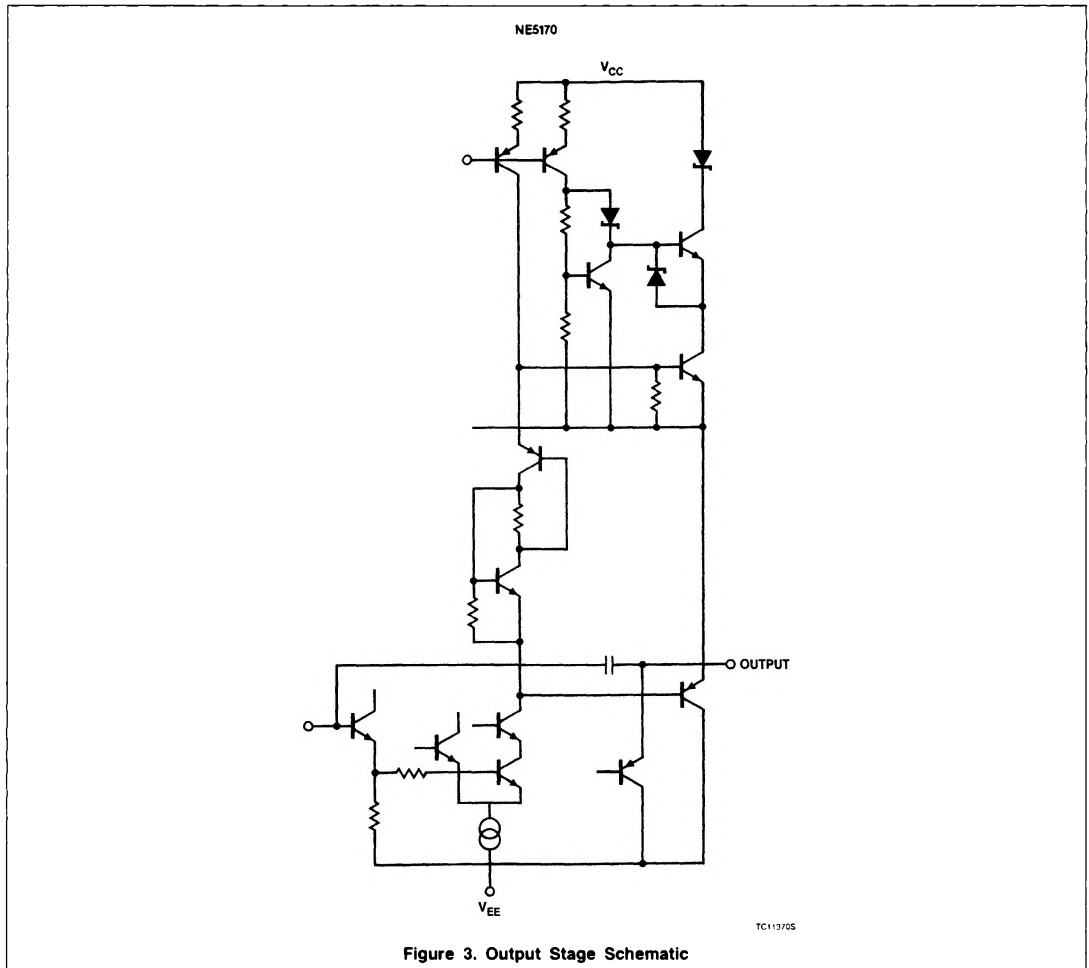 NE5170
VCC
OUTPUT
VEE
TC11370S
Figure 3. Output Stage Schematic